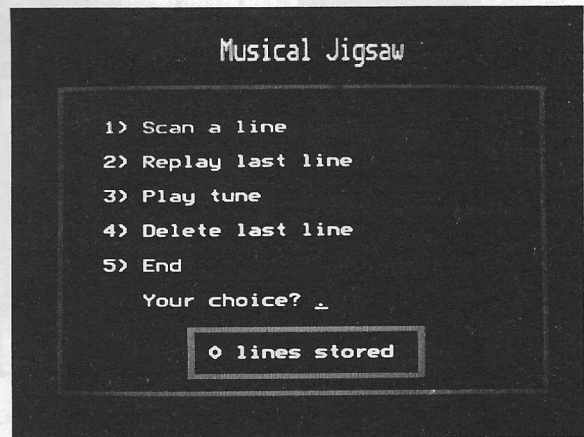 Musical Jigsaw
1) Scan a line
2) Replay last line
3) Play tune
4) Delete last line
5) End
Your choice? .
0 lines stored